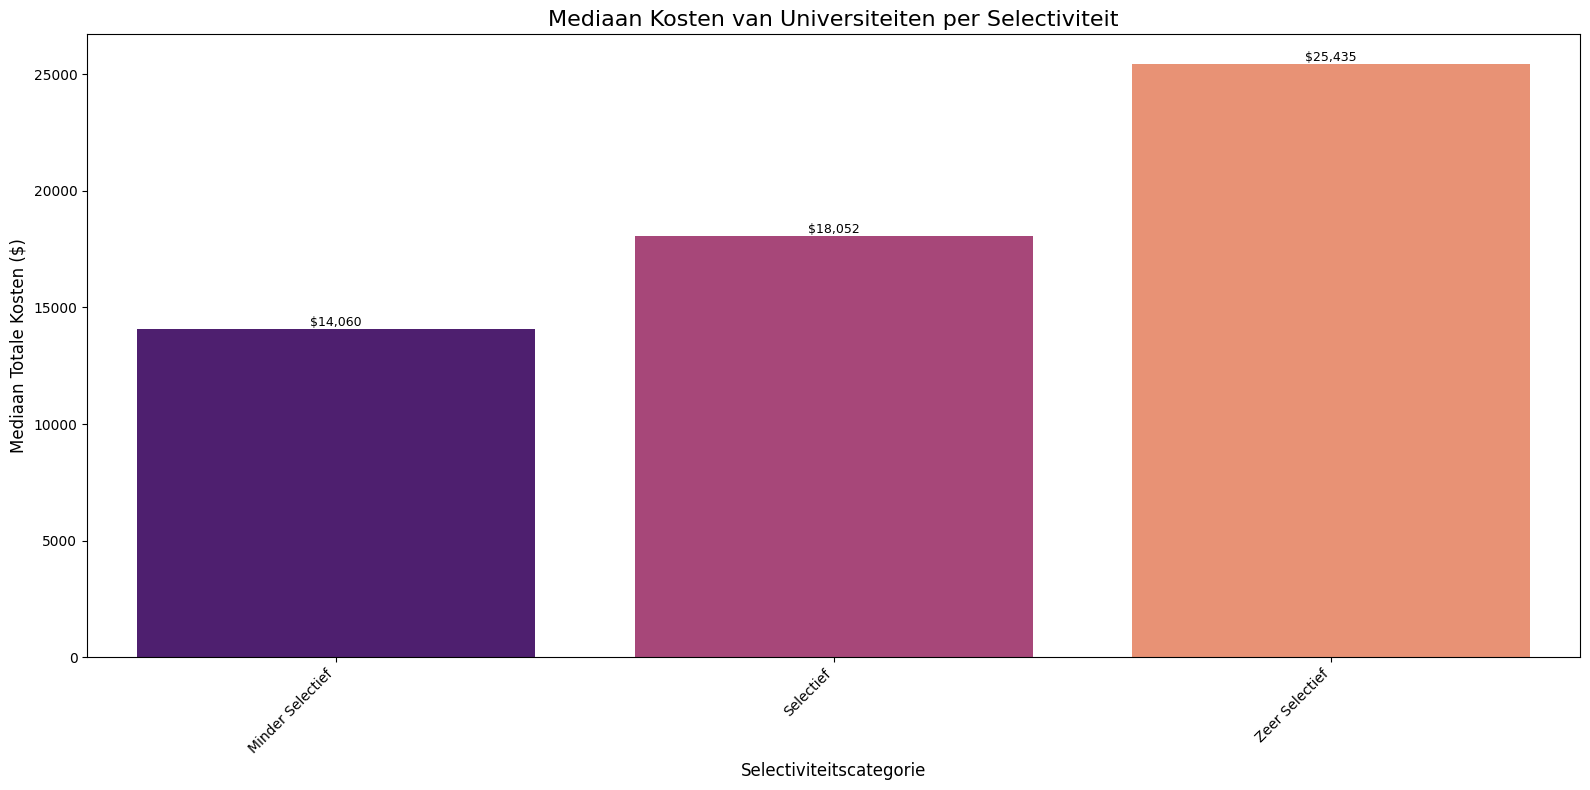 Mediaan Kosten van Universiteiten per Selectiviteit
Mediaan Totale Kosten ($)
25000
20000
15000
10000
5000
0
$14,060
$18,052
$25,435
Minder Selectief
Selectief
Zeer Selectief
Selectiviteitscategorie